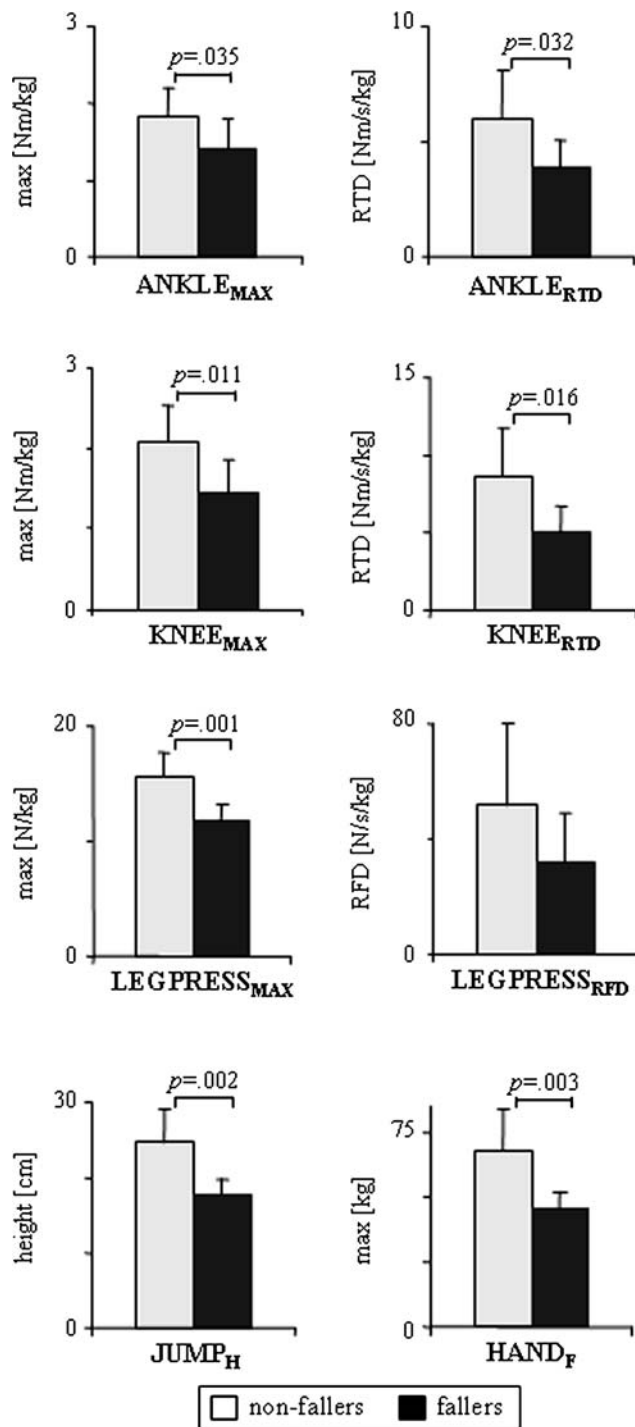 3
p=.035
max [Nm/kg]
0
ANKLEMAX
10
p=.032
RTD [Nm/s/kg]
0
ANKLERTD
3
p=.011
max [Nm/kg]
0
KNEEMAX
15
p=.016
RTD [Nm/s/kg]
0
KNEERTD
20
p=.001
max [N/kg]
0
LEGPRESSMAX
80
RFD [N/s/kg]
0
LEGPRESSRFD
30
p=.002
height [cm]
0
JUMPH
75
p=.003
max [kg]
0
HANDF
non-fallers fallers